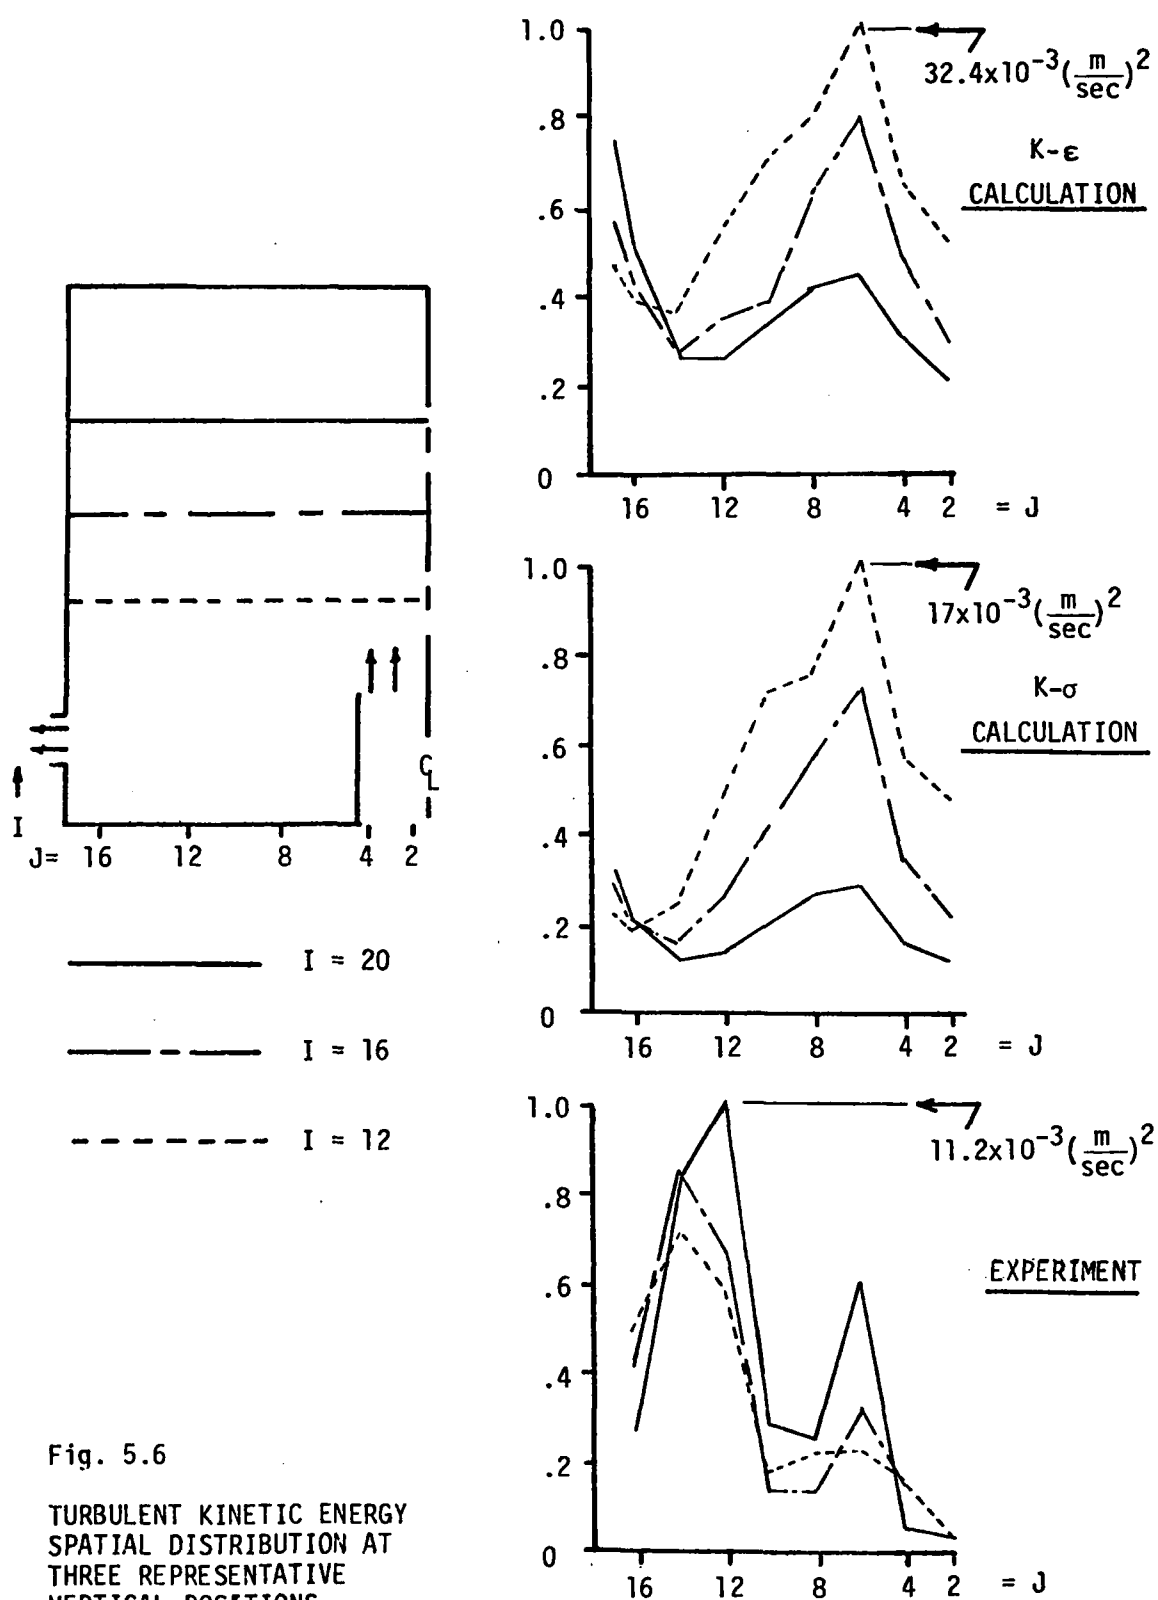 1.0
.8
.6
.4
.2
0
16 12 8 4 2 = J
32.4x10⁻³(m/sec)²
K-ε
CALCULATION
1.0
.8
.6
.4
.2
0
16 12 8 4 2 = J
17x10⁻³(m/sec)²
K-σ
CALCULATION
1.0
.8
.6
.4
.2
0
16 12 8 4 2 = J
11.2x10⁻³(m/sec)²
EXPERIMENT
CL
I
J= 16 12 8 4 2
I = 20
I = 16
I = 12
Fig. 5.6
TURBULENT KINETIC ENERGY
SPATIAL DISTRIBUTION AT
THREE REPRESENTATIVE
VERTICAL POSITIONS